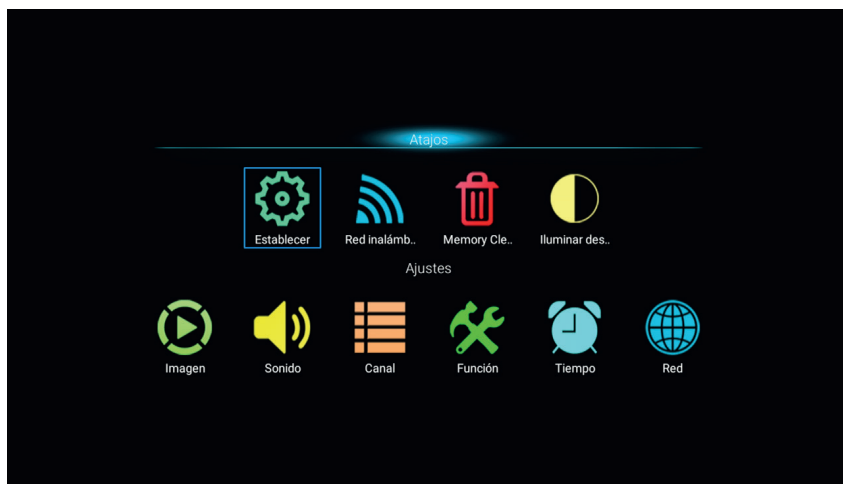 Atajos
Establecer
Red inalámb..
Memory Cle..
Iluminar des..
Ajustes
Imagen
Sonido
Canal
Función
Tiempo
Red